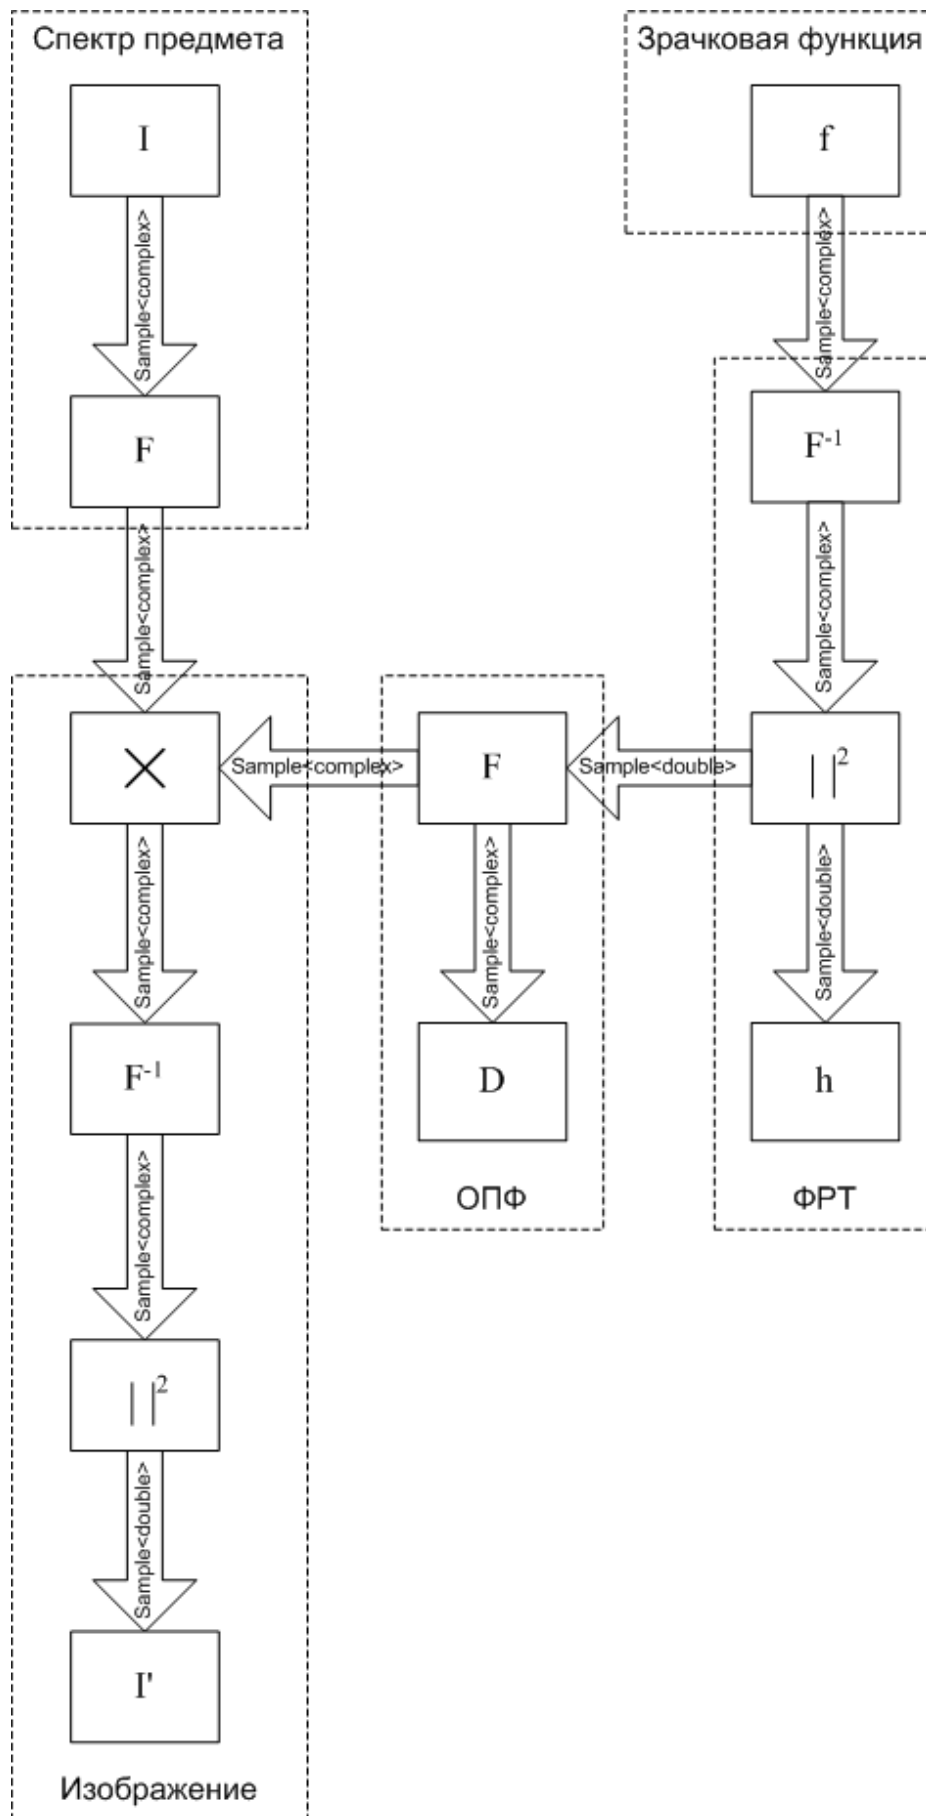 Спектр предмета
Зрачковая функция
I
f
Sample<complex>
Sample<complex>
F
F⁻¹
Sample<complex>
Sample<complex>
×
Sample<complex>
F
Sample<double>
| |²
Sample<complex>
Sample<complex>
Sample<double>
F⁻¹
D
h
ОПФ
ФРТ
Sample<complex>
| |²
Sample<double>
I'
Изображение